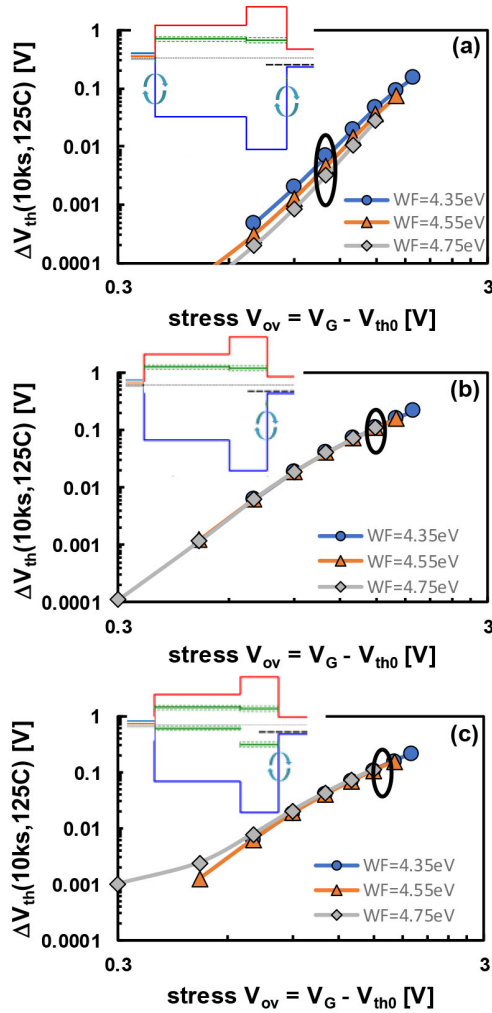 (a)
ΔVth(10ks,125C) [V]
1
0.1
0.01
0.001
0.0001
WF=4.35eV
WF=4.55eV
WF=4.75eV
0.3
3
stress Vov = VG - Vth0 [V]
(b)
ΔVth(10ks,125C) [V]
1
0.1
0.01
0.001
0.0001
WF=4.35eV
WF=4.55eV
WF=4.75eV
0.3
3
stress Vov = VG - Vth0 [V]
(c)
ΔVth(10ks,125C) [V]
1
0.1
0.01
0.001
0.0001
WF=4.35eV
WF=4.55eV
WF=4.75eV
0.3
3
stress Vov = VG - Vth0 [V]